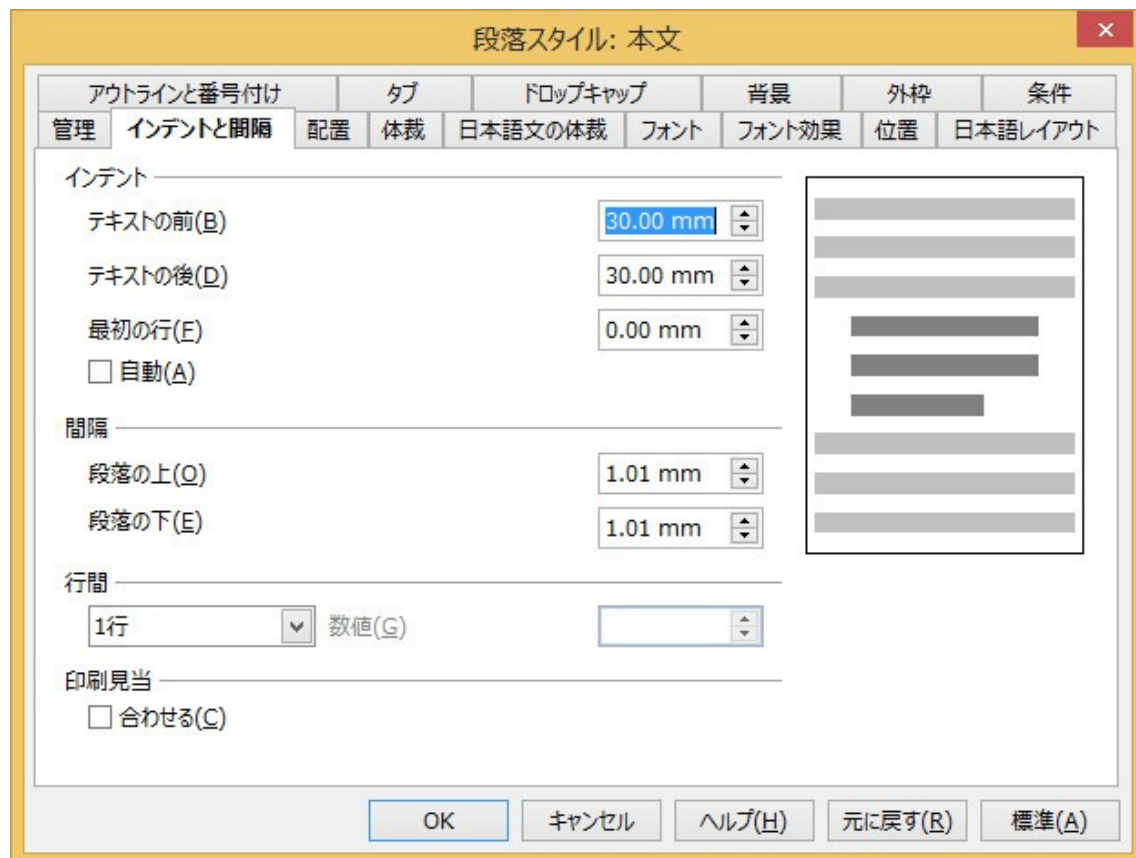 段落スタイル: 本文
アウトラインと番号付け タブ ドロップキャップ 背景 外枠 条件
管理 インデントと間隔 配置 体裁 日本語文の体裁 フォント フォント効果 位置 日本語レイアウト
インデント
テキストの前(B) 30.00 mm
テキストの後(D) 30.00 mm
最初の行(F) 0.00 mm
自動(A)
間隔
段落の上(O) 1.01 mm
段落の下(E) 1.01 mm
行間
1行 数値(G)
印刷見当
合わせる(C)
OK キャンセル ヘルプ(H) 元に戻す(R) 標準(A)